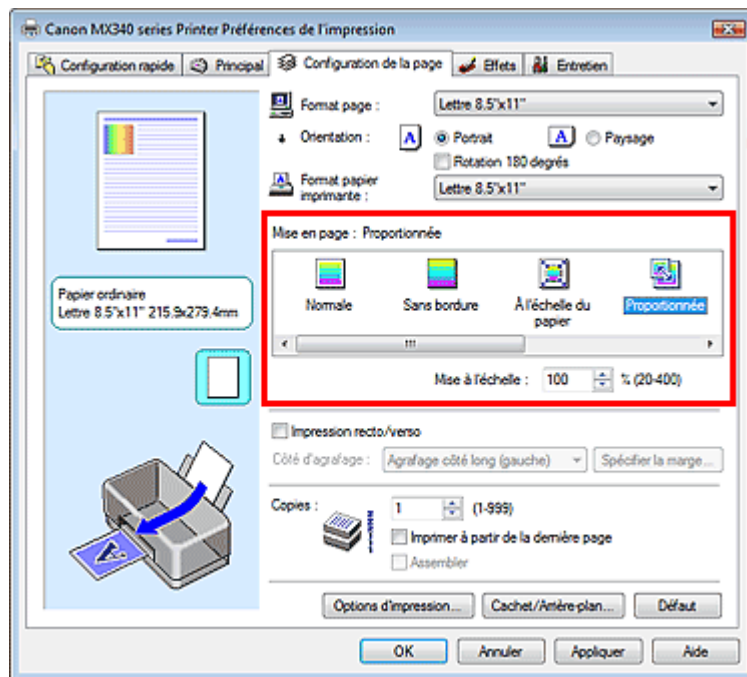 Canon MX340 series Printer Préférences de l'impression
Configuration rapide Principal Configuration de la page Effets Entretien
Format page : Lettre 8.5"x11"
Orientation : A Portrait A Paysage
Rotation 180 degrés
Format papier imprimante : Lettre 8.5"x11"
Mise en page : Proportionnée
Normale Sans bordure À l'échelle du papier Proportionnée
Mise à l'échelle : 100 % (20-400)
Papier ordinaire
Lettre 8.5"x11" 215.9x279.4mm
Impression recto/verso
Côté d'agrafage : Agrafage côté long (gauche) Spécifier la marge...
Copies : 1 (1-999)
Imprimer à partir de la dernière page
Assembler
Options d'impression... Cachet/Arrière-plan... Défaut
OK Annuler Appliquer Aide